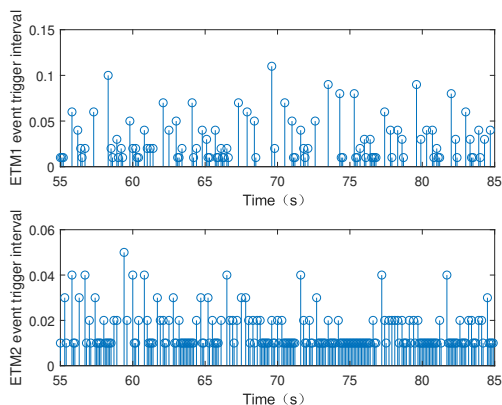 ETM1 event trigger interval
0.15
0.1
0.05
0
55 60 65 70 75 80 85
Time（s）
ETM2 event trigger interval
0.06
0.04
0.02
0
55 60 65 70 75 80 85
Time（s）